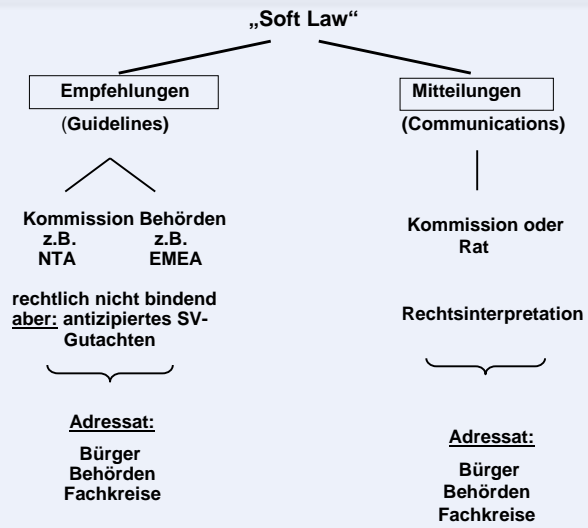 „Soft Law“
Empfehlungen
(Guidelines)
Kommission Behörden
z.B. z.B.
NTA EMEA
rechtlich nicht bindend
aber: antizipiertes SV-
Gutachten
Adressat:
Bürger
Behörden
Fachkreise
Mitteilungen
(Communications)
Kommission oder
Rat
Rechtsinterpretation
Adressat:
Bürger
Behörden
Fachkreise